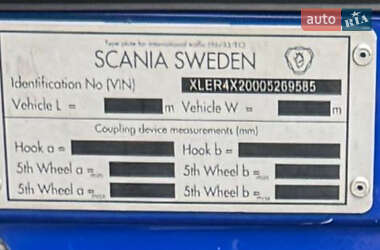 auto RIA
Type plate for international traffic (96/53/EC)
SCANIA SWEDEN
Identification No (VIN) XLER4X20005269585
Vehicle L = m Vehicle W = m
Coupling device measurements (mm)
Hook a = Hook b =
5th Wheel a = min 5th Wheel b = min
5th Wheel a = max 5th Wheel b = max